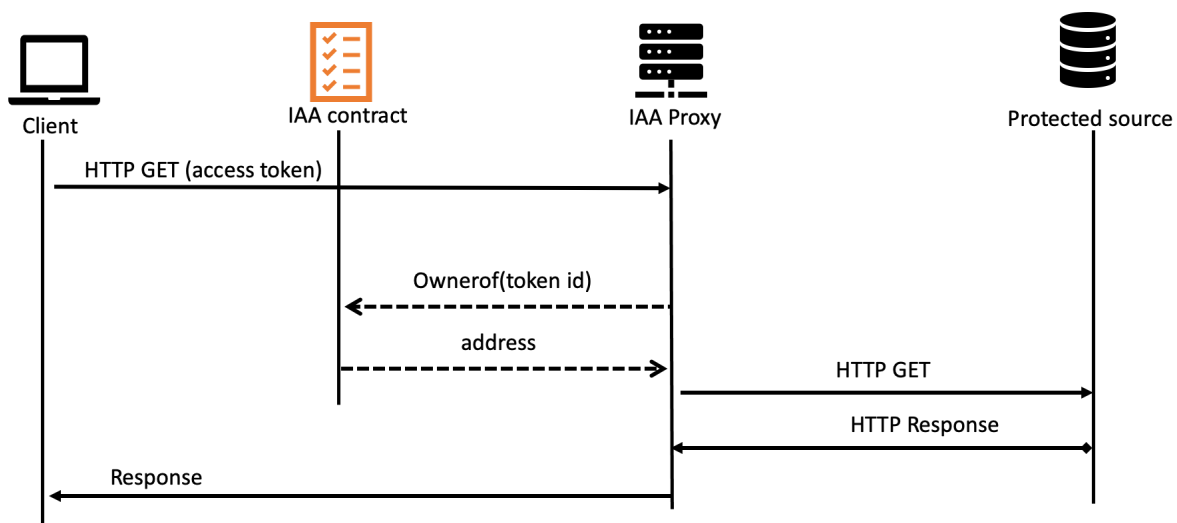 Client
IAA contract
IAA Proxy
Protected source
HTTP GET (access token)
Ownerof(token id)
address
HTTP GET
HTTP Response
Response